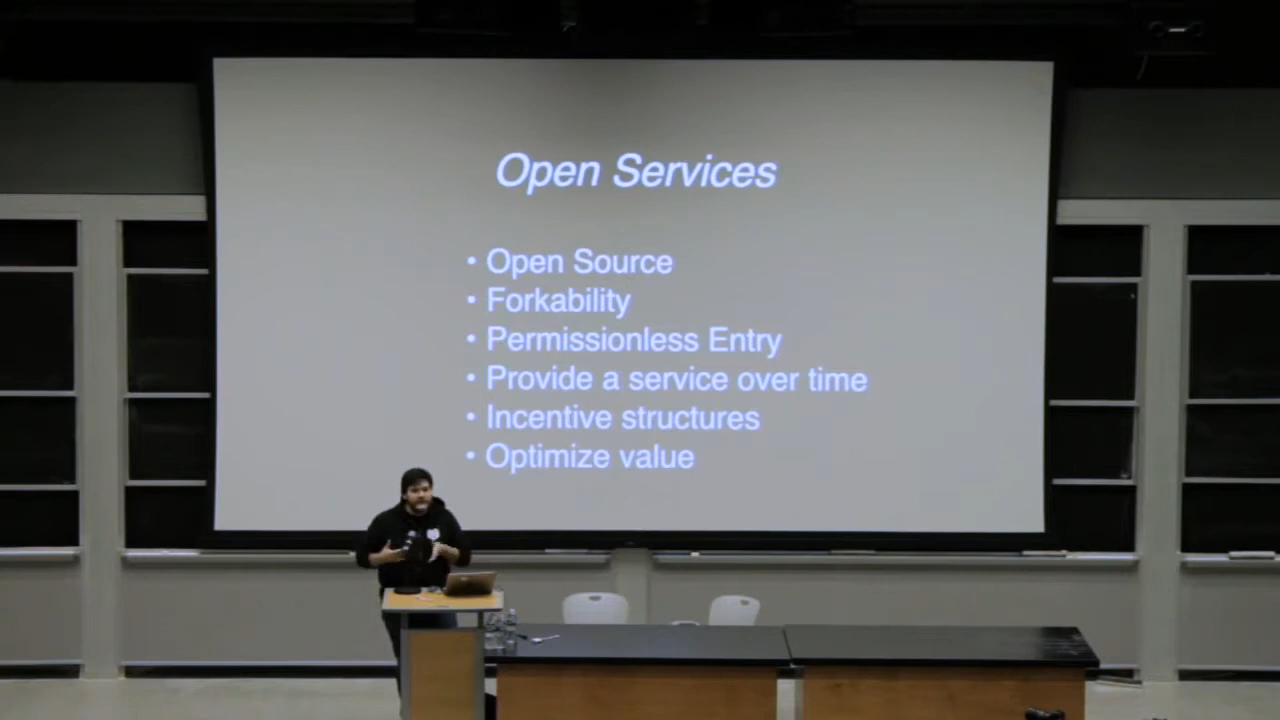 Open Services
• Open Source
• Forkability
• Permissionless Entry
• Provide a service over time
• Incentive structures
• Optimize value